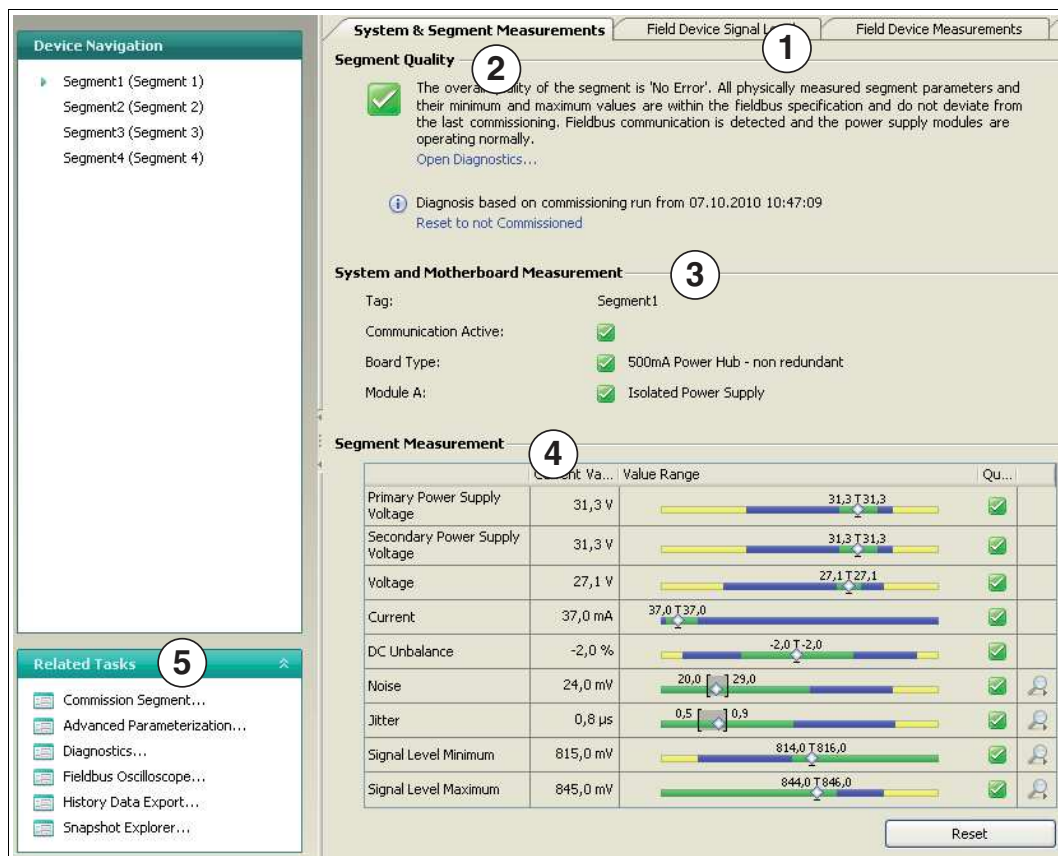 Device Navigation
Segment1 (Segment 1)
Segment2 (Segment 2)
Segment3 (Segment 3)
Segment4 (Segment 4)
Related Tasks
5
Commission Segment...
Advanced Parameterization...
Diagnostics...
Fieldbus Oscilloscope...
History Data Export...
Snapshot Explorer...
System & Segment Measurements
Field Device Signal
1
Field Device Measurements
Segment Quality
2
The overall quality of the segment is 'No Error'. All physically measured segment parameters and
their minimum and maximum values are within the fieldbus specification and do not deviate from
the last commissioning. Fieldbus communication is detected and the power supply modules are
operating normally.
Open Diagnostics...
Diagnosis based on commissioning run from 07.10.2010 10:47:09
Reset to not Commissioned
System and Motherboard Measurement
3
Tag: Segment1
Communication Active:
Board Type: 500mA Power Hub - non redundant
Module A: Isolated Power Supply
Segment Measurement
4
Va... Value Range Qu...
Primary Power Supply
Voltage 31,3 V 31,3 31,3
Secondary Power Supply
Voltage 31,3 V 31,3 31,3
Voltage 27,1 V 27,1 27,1
Current 37,0 mA 37,0 37,0
DC Unbalance -2,0 % -2,0 -2,0
Noise 24,0 mV 20,0 [ ] 29,0
Jitter 0,8 µs 0,5 [ ] 0,9
Signal Level Minimum 815,0 mV 814,0 816,0
Signal Level Maximum 845,0 mV 844,0 846,0
Reset